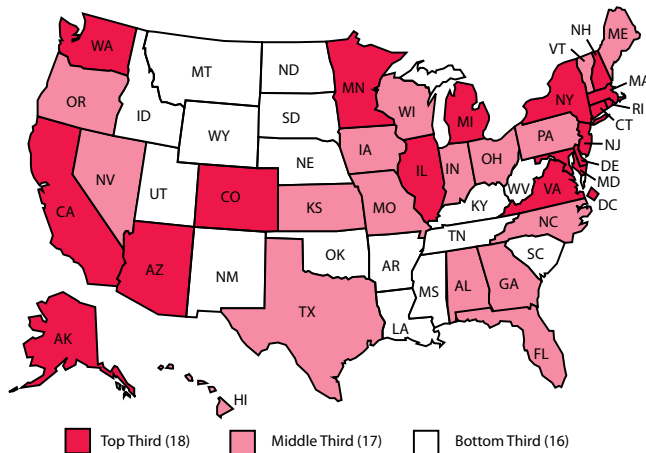 WA
MT
ND
MN
VT
NH
ME
OR
ID
SD
WI
MI
NY
MA
RI
CT
WY
NE
IA
PA
NJ
NV
UT
CO
IL
IN
OH
DE
MD
CA
KS
MO
KY
WV
VA
DC
AZ
NM
OK
AR
TN
NC
SC
TX
MS
AL
GA
LA
FL
AK
HI
Top Third (18)
Middle Third (17)
Bottom Third (16)